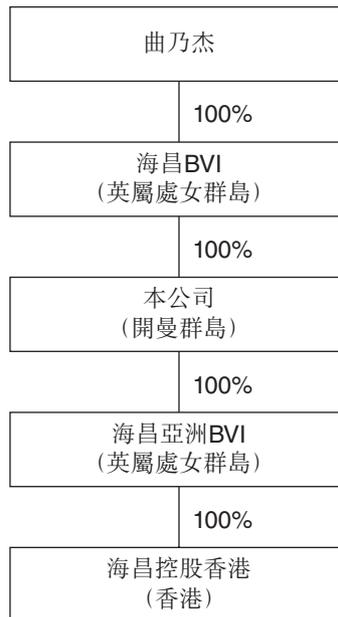 曲乃杰
100%
海昌BVI
(英屬處女群島)
100%
本公司
(開曼群島)
100%
海昌亞洲BVI
(英屬處女群島)
100%
海昌控股香港
(香港)